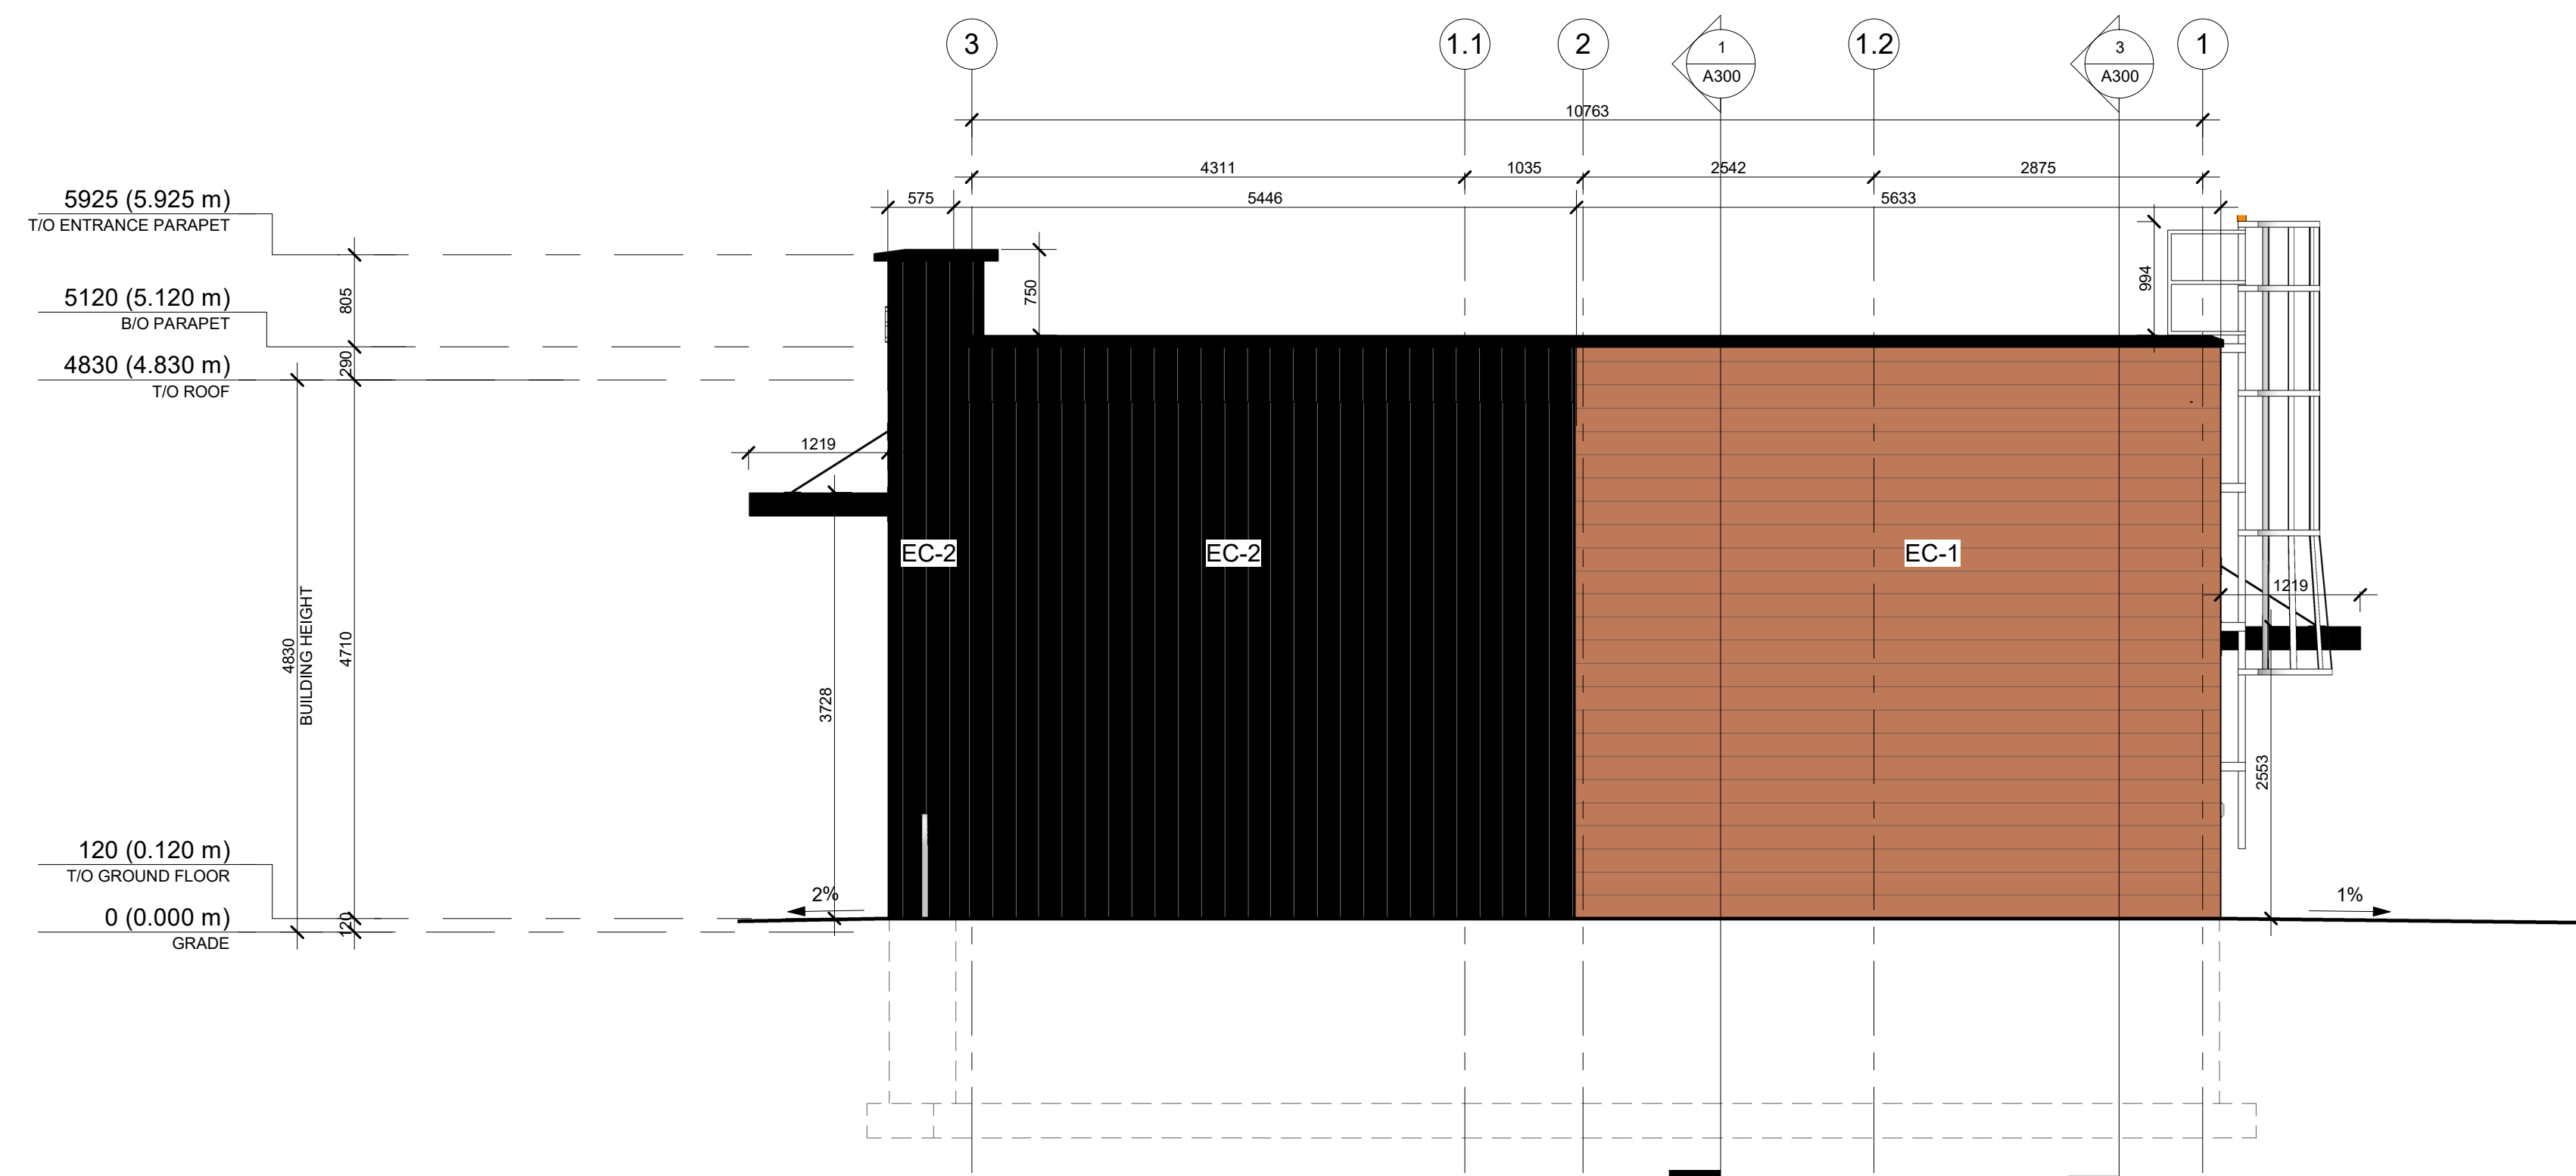 3
1.1
2
1
A300
1.2
3
A300
1
10763
4311
1035
2542
2875
575
5446
5633
5925 (5.925 m)
T/O ENTRANCE PARAPET
5120 (5.120 m)
B/O PARAPET
4830 (4.830 m)
T/O ROOF
805
290
750
994
1219
EC-2
EC-2
EC-1
1219
4830
BUILDING HEIGHT
4710
3728
2553
120 (0.120 m)
T/O GROUND FLOOR
0 (0.000 m)
GRADE
120
2%
1%